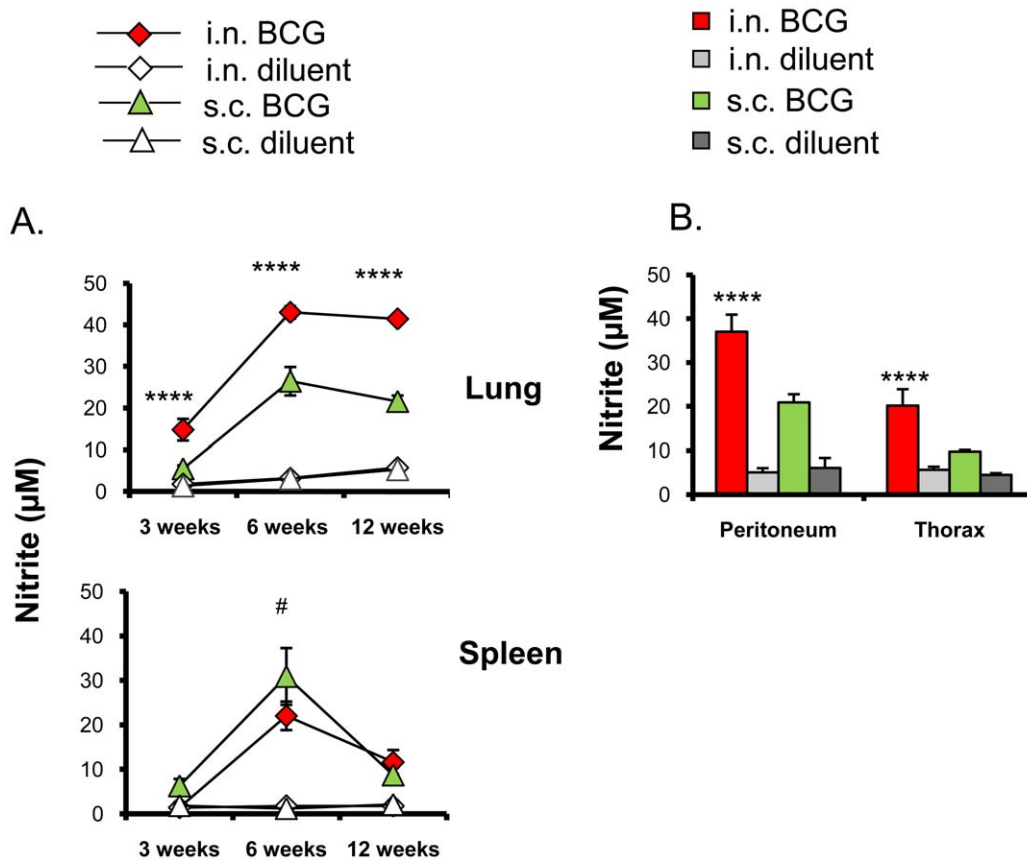 i.n. BCG
i.n. diluent
s.c. BCG
s.c. diluent
i.n. BCG
i.n. diluent
s.c. BCG
s.c. diluent
A.
Nitrite (µM)
50
40
30
20
10
0
****
****
****
3 weeks 6 weeks 12 weeks
Lung
50
40
30
20
10
0
#
3 weeks 6 weeks 12 weeks
Spleen
B.
Nitrite (µM)
50
40
30
20
10
0
****
****
Peritoneum Thorax